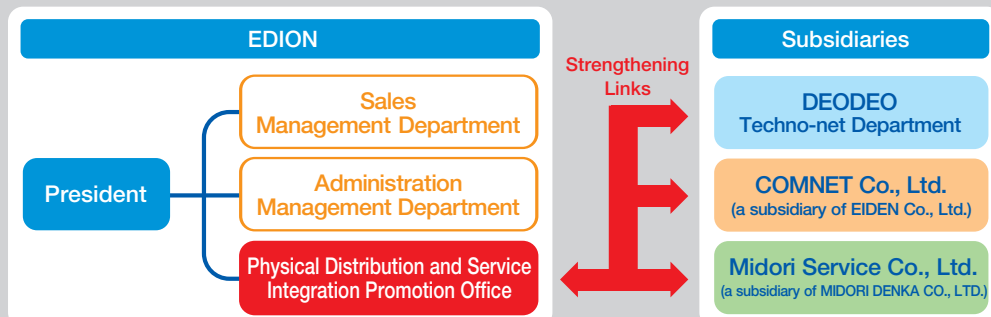 EDION
President
Sales
Management Department
Administration
Management Department
Physical Distribution and Service
Integration Promotion Office
Strengthening
Links
Subsidiaries
DEODEO
Techno-net Department
COMNET Co., Ltd.
(a subsidiary of EIDEN Co., Ltd.)
Midori Service Co., Ltd.
(a subsidiary of MIDORI DENKA CO., LTD.)